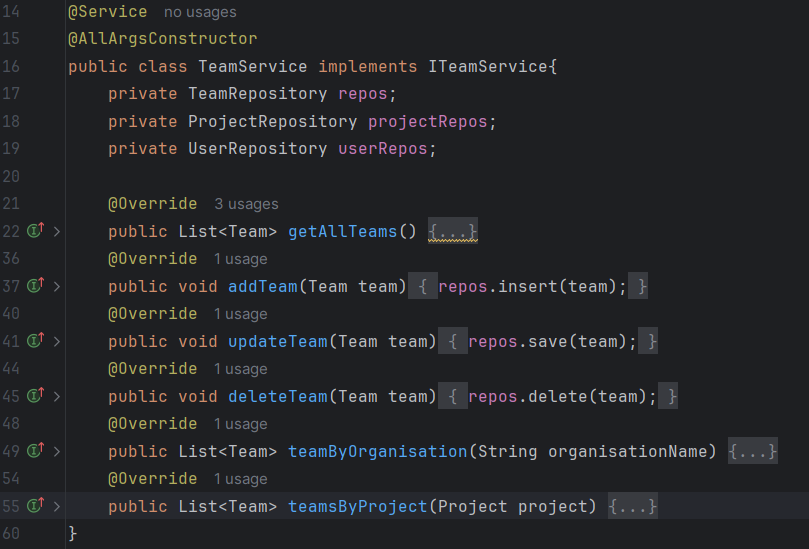 14 @Service no usages
15 @AllArgsConstructor
16 public class TeamService implements ITeamService{
17 private TeamRepository repos;
18 private ProjectRepository projectRepos;
19 private UserRepository userRepos;
20
21 @Override 3 usages
22 public List<Team> getAllTeams() {...}
36 @Override 1 usage
37 public void addTeam(Team team) { repos.insert(team); }
40 @Override 1 usage
41 public void updateTeam(Team team) { repos.save(team); }
44 @Override 1 usage
45 public void deleteTeam(Team team) { repos.delete(team); }
48 @Override 1 usage
49 public List<Team> teamByOrganisation(String organisationName) {...}
54 @Override 1 usage
55 public List<Team> teamsByProject(Project project) {...}
60 }